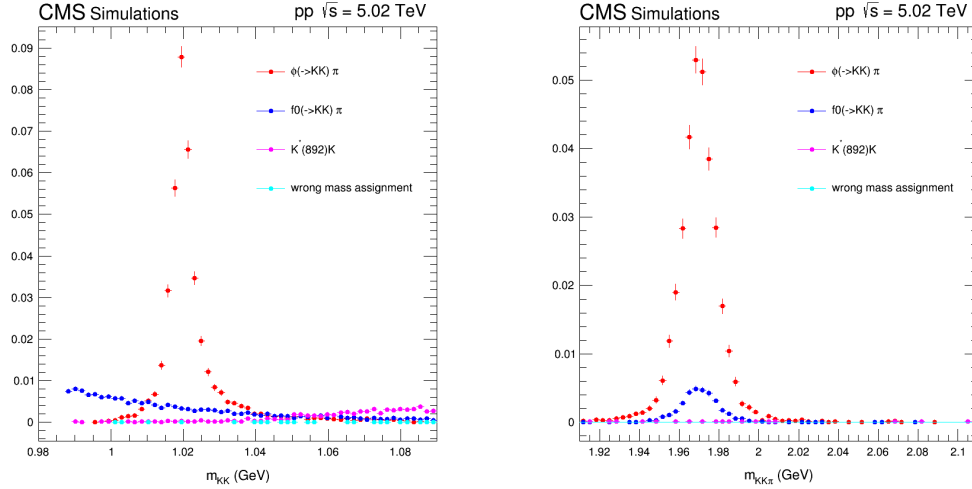 CMS Simulations pp √s = 5.02 TeV
0.09
0.08
0.07
0.06
0.05
0.04
0.03
0.02
0.01
0
0.98 1 1.02 1.04 1.06 1.08
m_KK (GeV)
ϕ(->KK) π
f0(->KK) π
K*(892)K
wrong mass assignment
CMS Simulations pp √s = 5.02 TeV
0.05
0.04
0.03
0.02
0.01
0
1.92 1.94 1.96 1.98 2 2.02 2.04 2.06 2.08 2.1
m_KKπ (GeV)
ϕ(->KK) π
f0(->KK) π
K*(892)K
wrong mass assignment